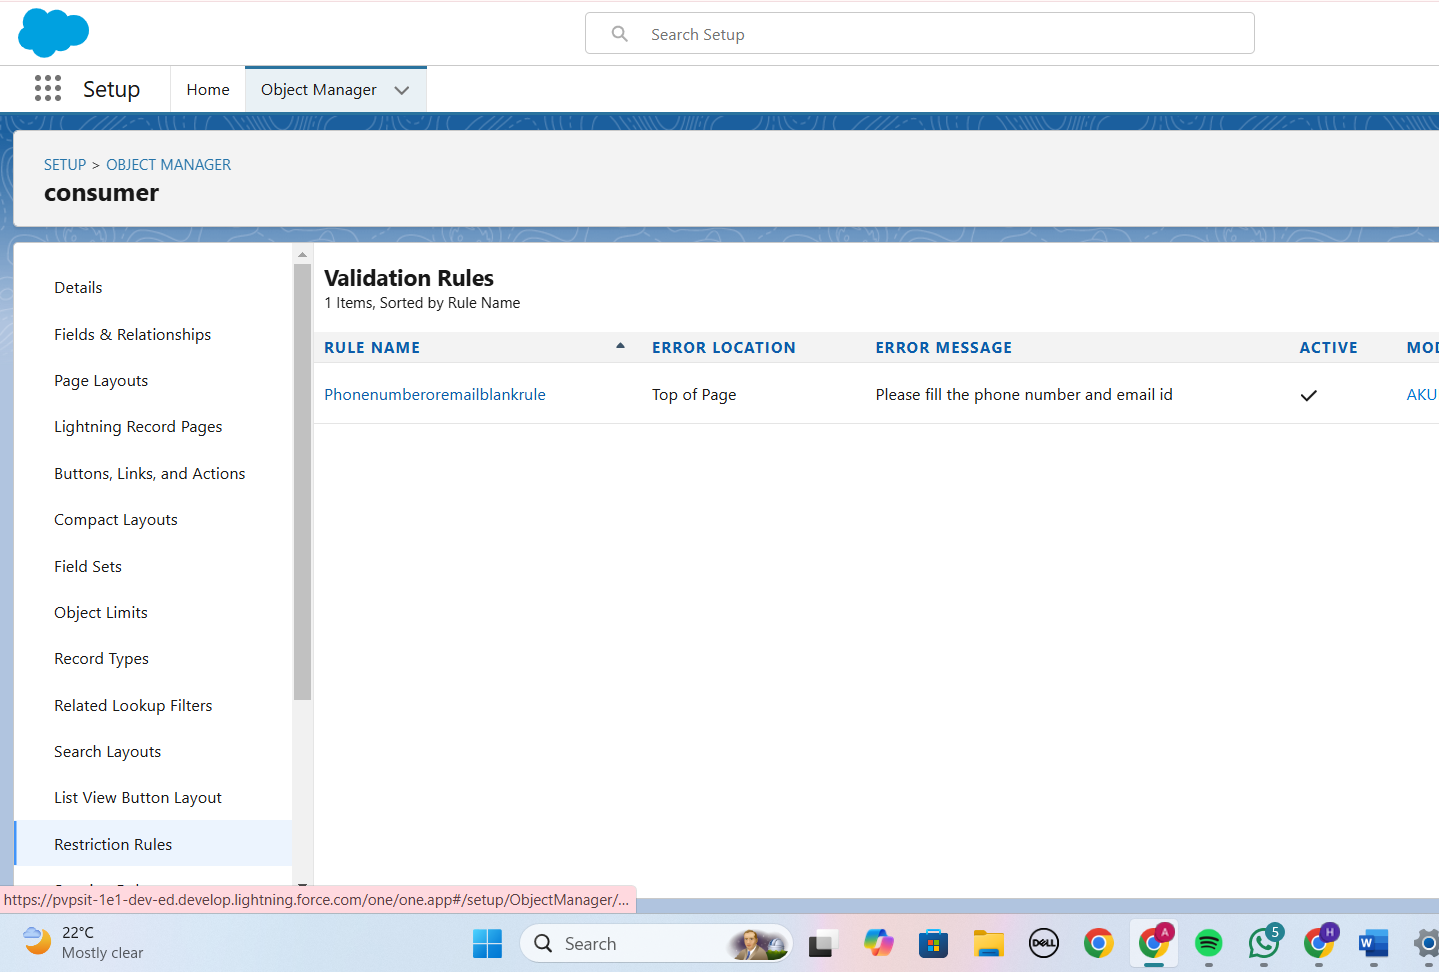 Search Setup
Setup
Home
Object Manager
SETUP > OBJECT MANAGER
consumer
Details
Fields & Relationships
Page Layouts
Lightning Record Pages
Buttons, Links, and Actions
Compact Layouts
Field Sets
Object Limits
Record Types
Related Lookup Filters
Search Layouts
List View Button Layout
Restriction Rules
Validation Rules
1 Items, Sorted by Rule Name
RULE NAME ERROR LOCATION ERROR MESSAGE ACTIVE MOD
Phonenumberoremailblankrule Top of Page Please fill the phone number and email id AKU
https://pvpsit-1e1-dev-ed.develop.lightning.force.com/one/one.app#/setup/ObjectManager/...
22°C
Mostly clear
Search
DELL
A
5
H
W